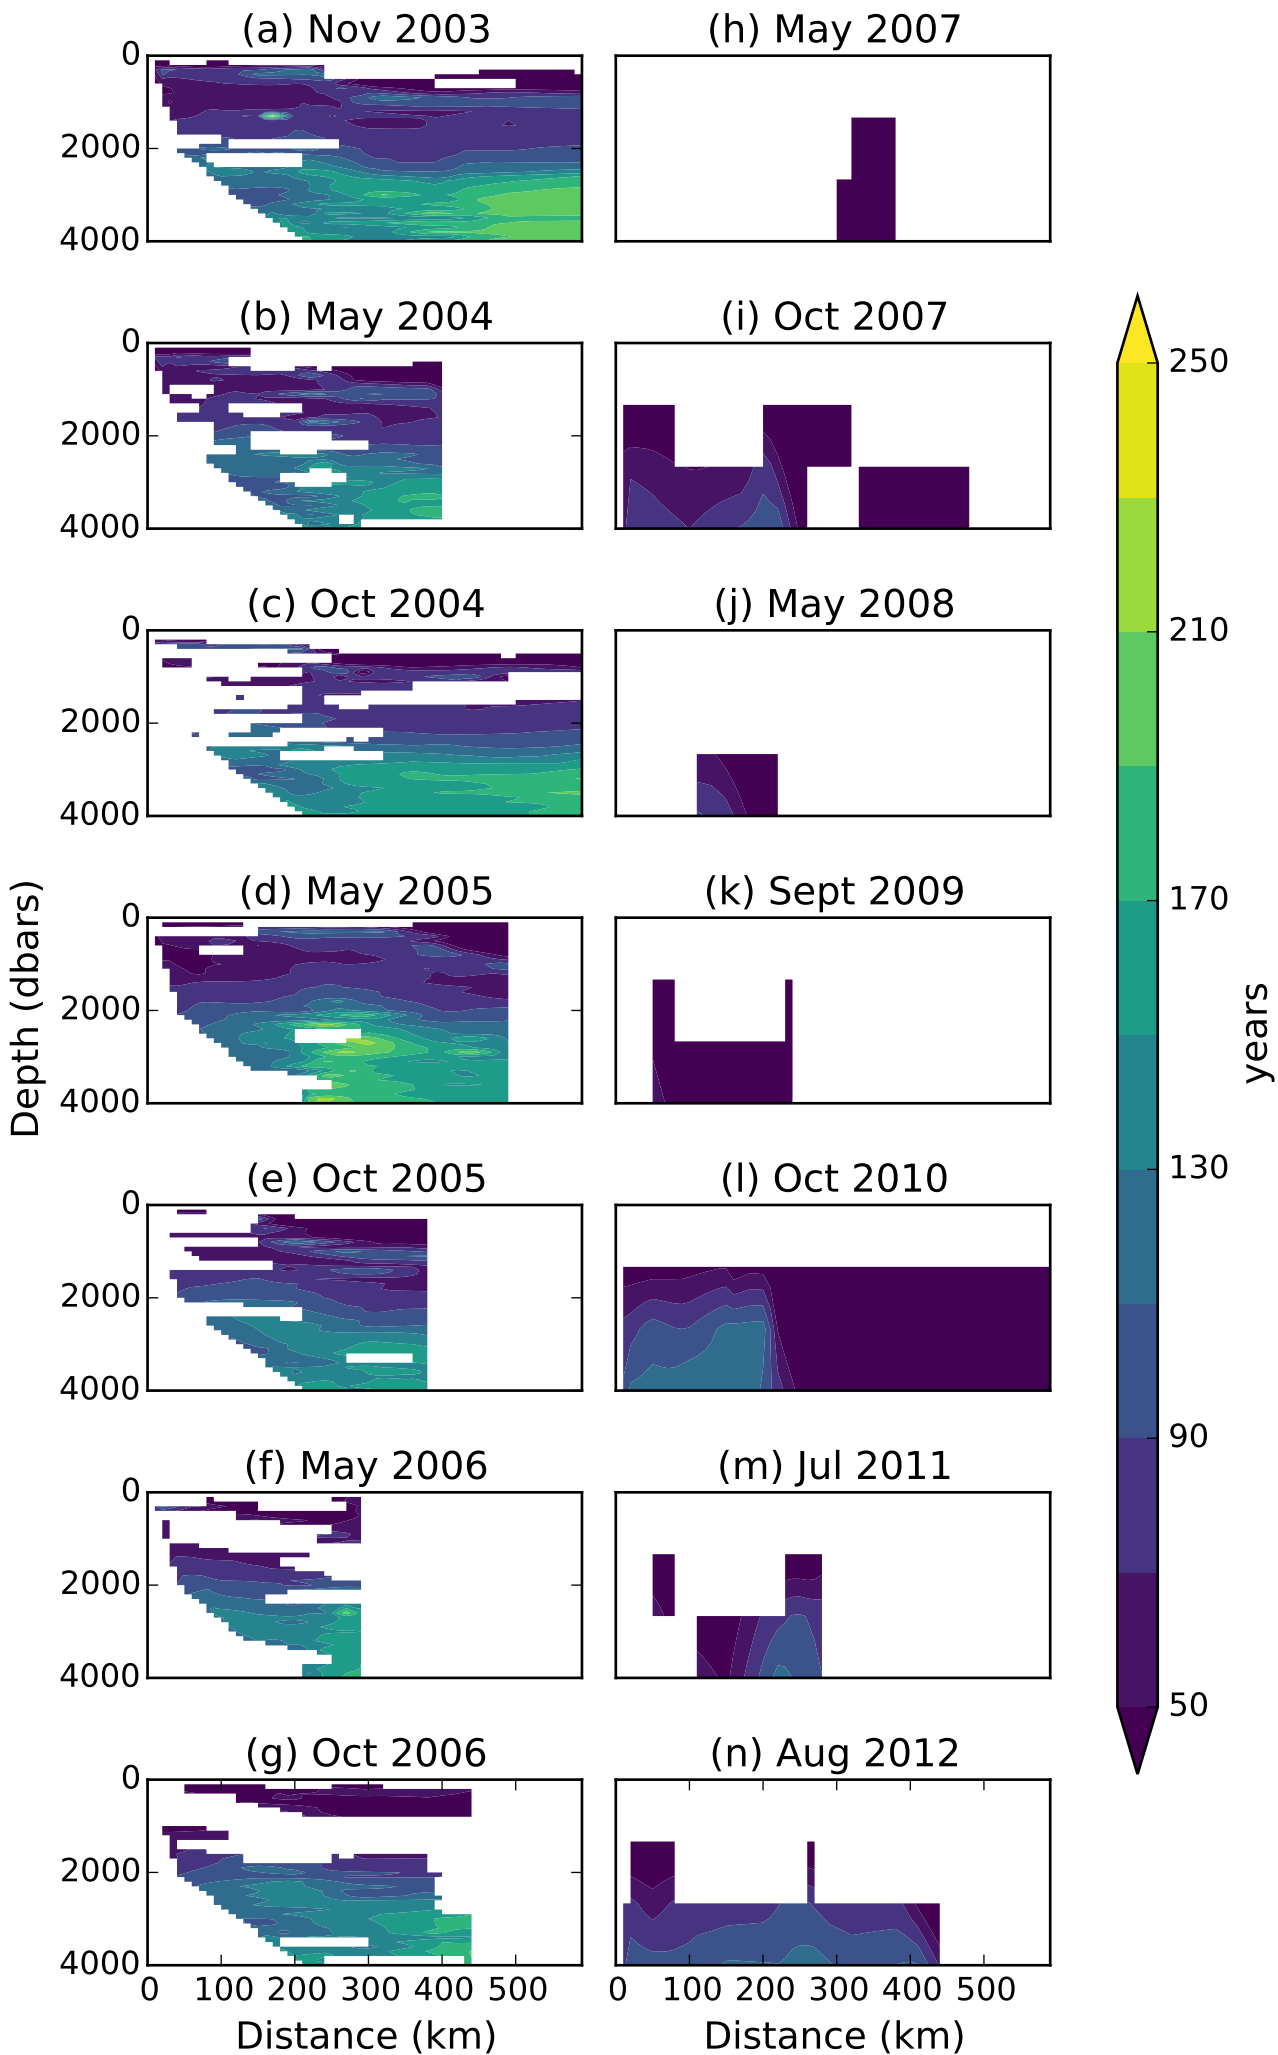 (a) Nov 2003
(h) May 2007
0
2000
4000
(b) May 2004
(i) Oct 2007
0
2000
4000
(c) Oct 2004
(j) May 2008
0
2000
4000
(d) May 2005
(k) Sept 2009
0
2000
4000
(e) Oct 2005
(l) Oct 2010
0
2000
4000
(f) May 2006
(m) Jul 2011
0
2000
4000
(g) Oct 2006
(n) Aug 2012
0
2000
4000
0 100 200 300 400 500
0 100 200 300 400 500
Distance (km)
Distance (km)
Depth (dbars)
250
210
170
130
90
50
years